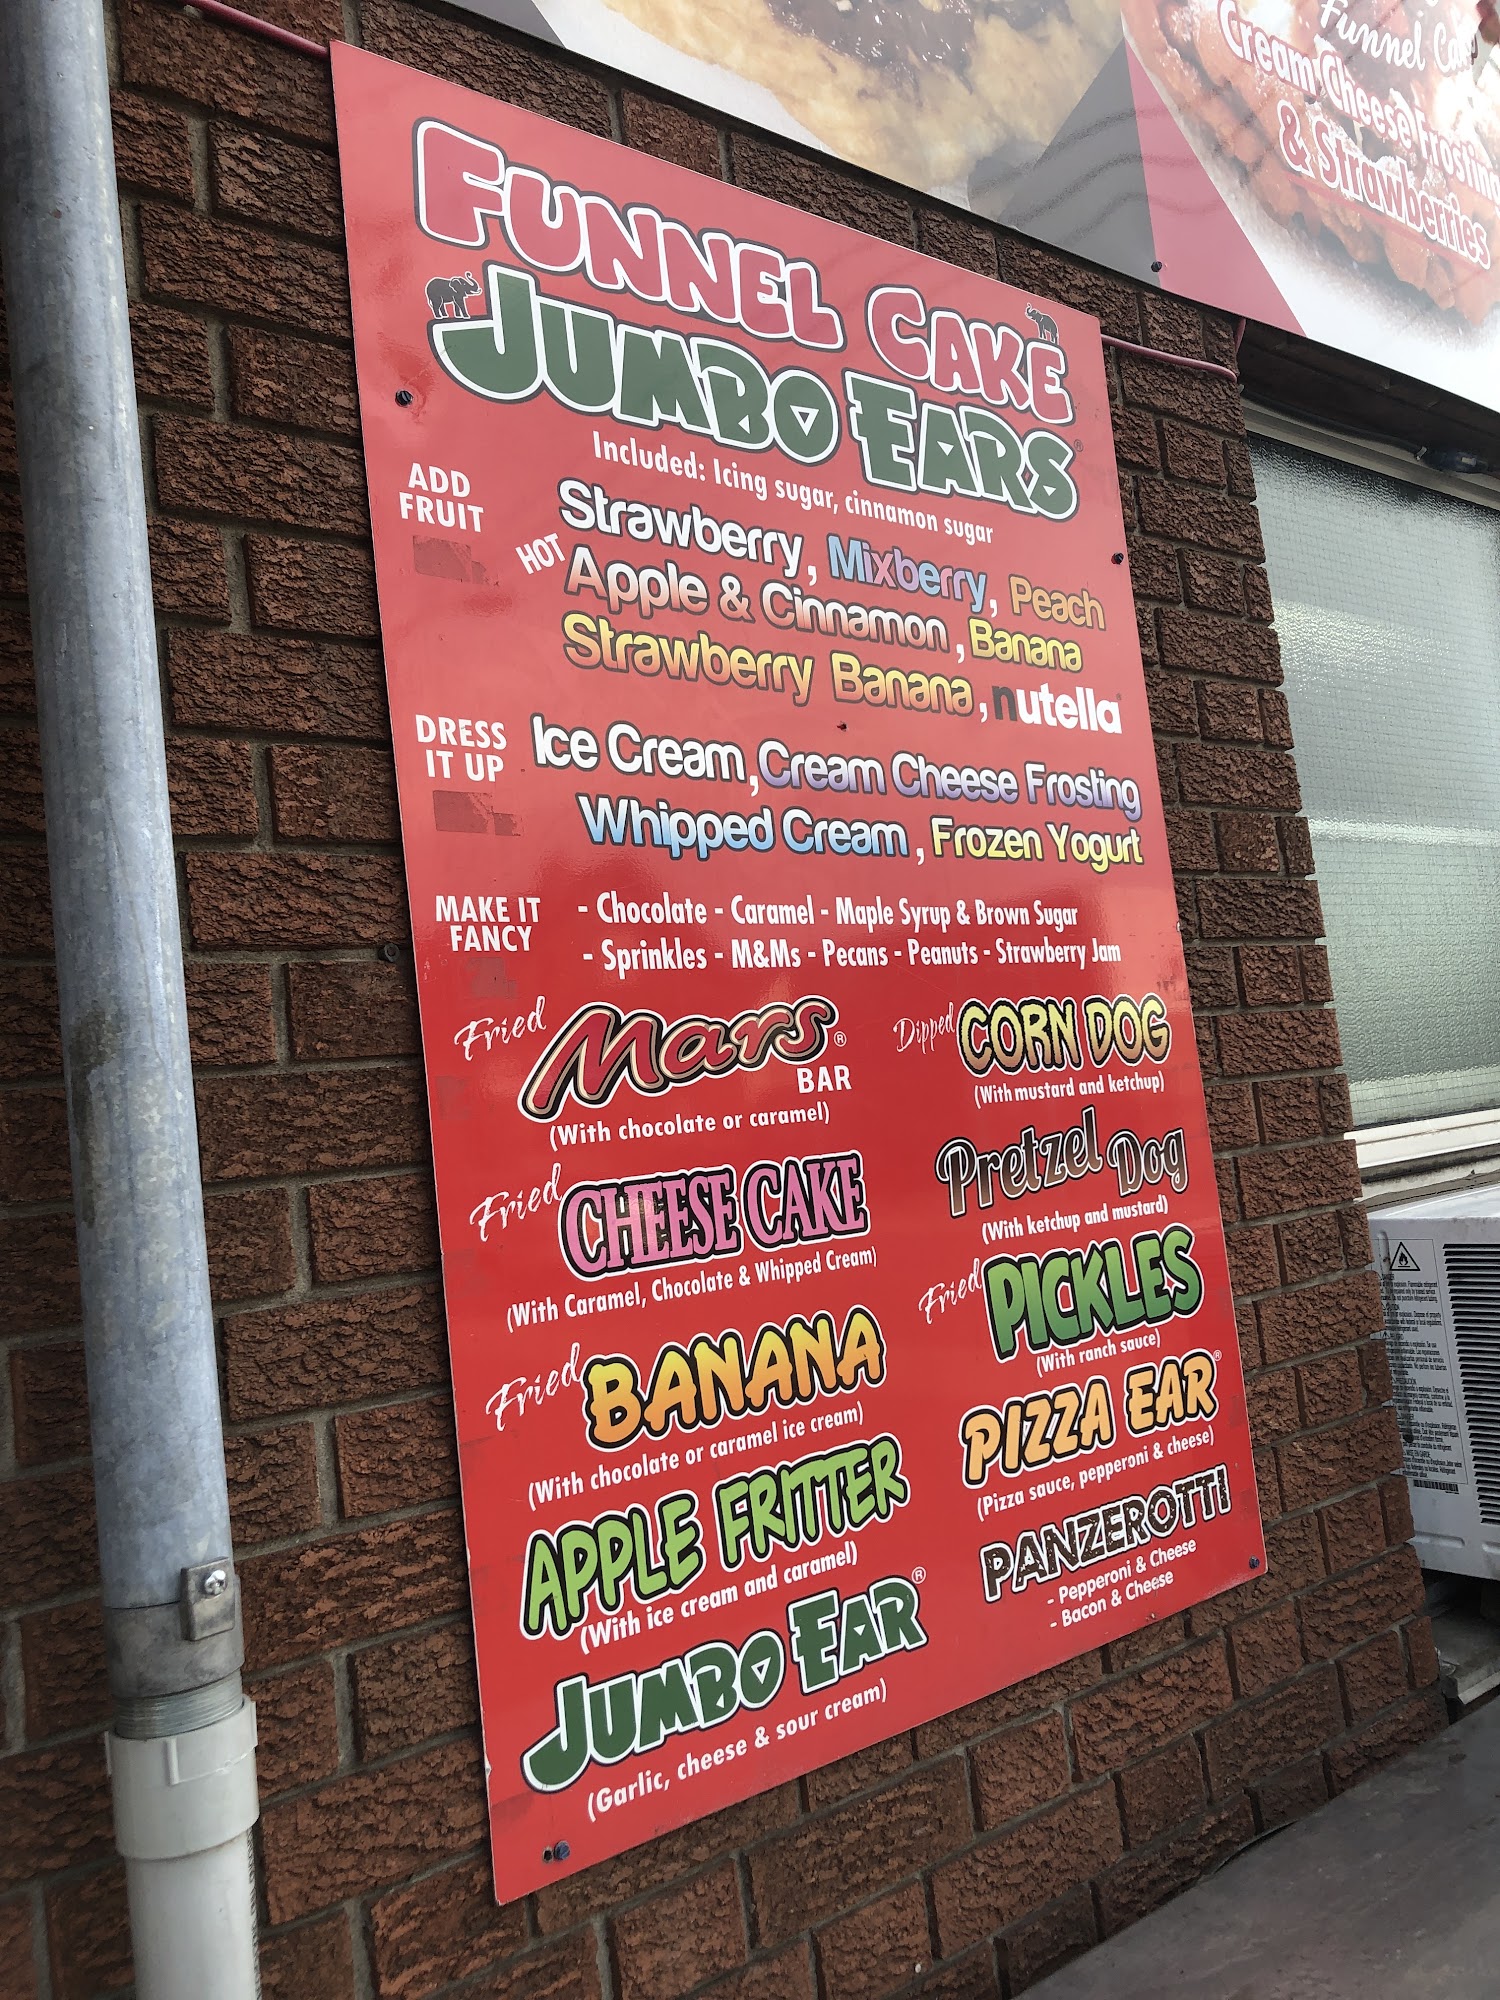 Funnel Ca
Cream Cheese Frosting
& Strawberries
FUNNEL CAKE
JUMBO EARS®
Included: Icing sugar, cinnamon sugar
ADD
FRUIT
HOT
Strawberry, Mixberry, Peach
Apple & Cinnamon, Banana
Strawberry Banana, nutella
DRESS
IT UP
Ice Cream, Cream Cheese Frosting
Whipped Cream, Frozen Yogurt
MAKE IT
FANCY
- Chocolate - Caramel - Maple Syrup & Brown Sugar
- Sprinkles - M&Ms - Pecans - Peanuts - Strawberry Jam
Fried Mars®
BAR
(With chocolate or caramel)
Fried CHEESE CAKE
(With Caramel, Chocolate & Whipped Cream)
Fried BANANA
(With chocolate or caramel ice cream)
APPLE FRITTER
(With ice cream and caramel)
JUMBO EAR®
(Garlic, cheese & sour cream)
Dipped CORN DOG
(With mustard and ketchup)
Pretzel Dog
(With ketchup and mustard)
Fried PICKLES
(With ranch sauce)
PIZZA EAR®
(Pizza sauce, pepperoni & cheese)
PANZEROTTI
- Pepperoni & Cheese
- Bacon & Cheese